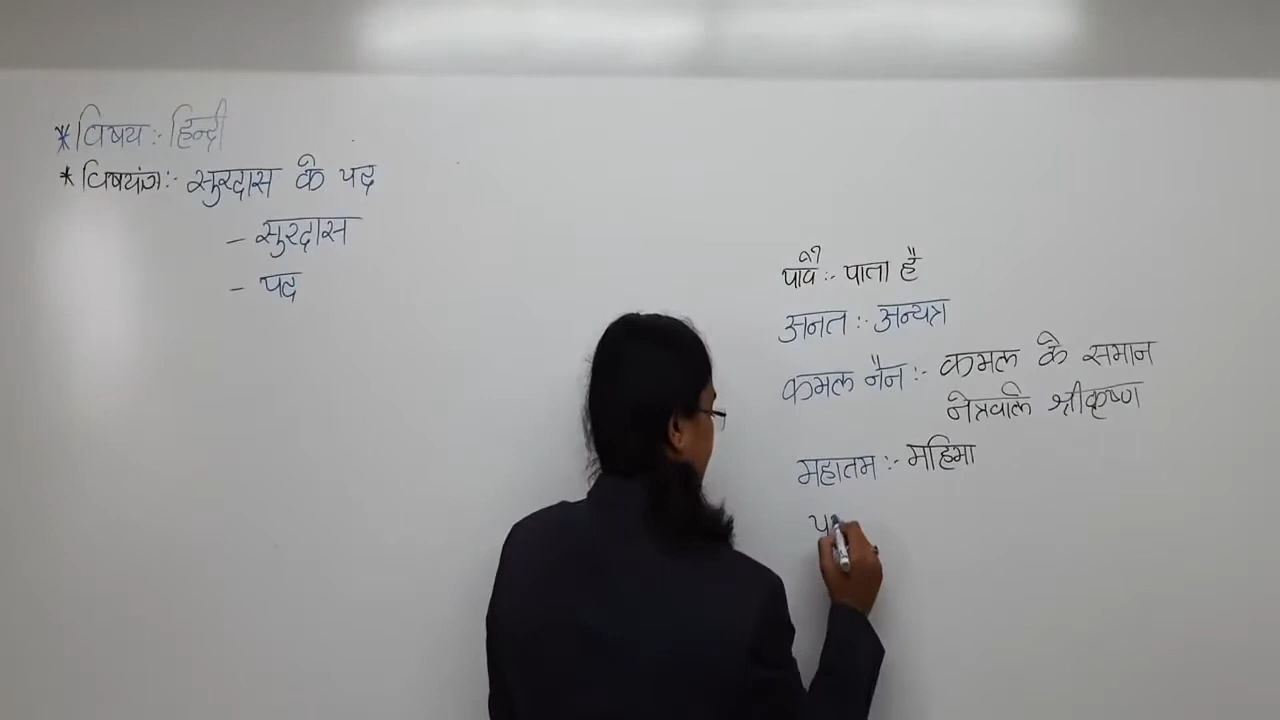 * विषय :- हिन्दी
* विषयांश :- सुरदास के पद
- सुरदास
- पद
पावै :- पाता है
अनत :- अन्यत्र
कमल नैन :- कमल के समान
नेत्रवाले श्रीकृष्ण
महातम :- महिमा